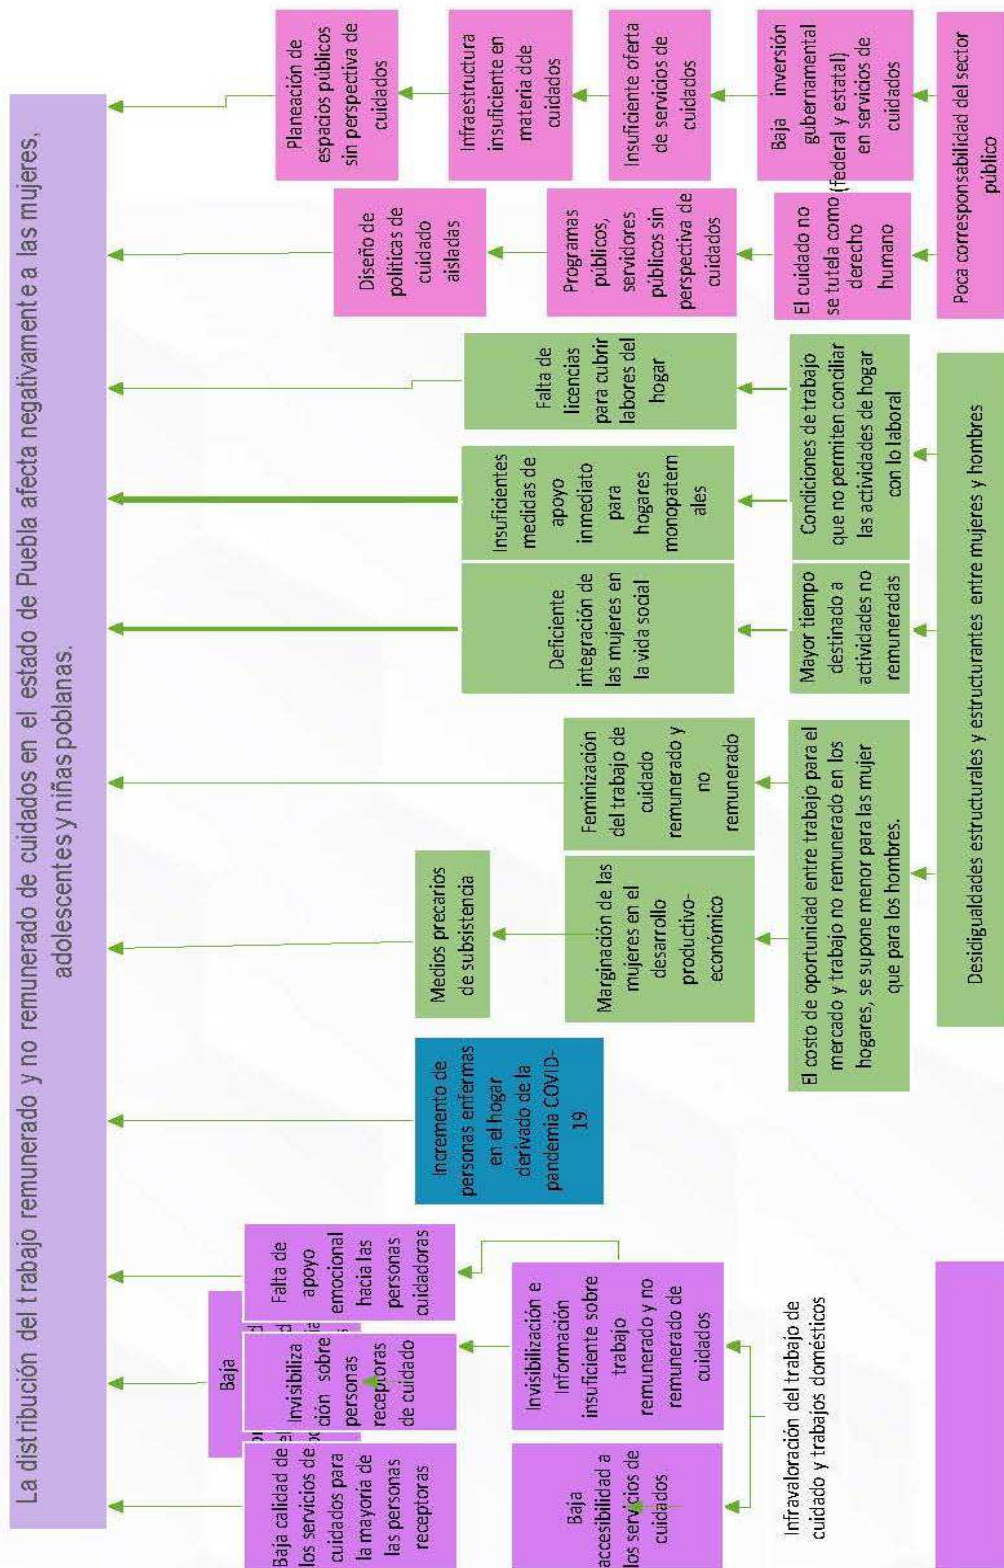 La distribución del trabajo remunerado y no remunerado de cuidados en el estado de Puebla afecta negativamente a las mujeres,
adolescentes y niñas poblanas.
Baja calidad de
los servicios de
cuidados para
la mayoría de
las personas
receptoras
Baja
Invisibiliza
ción sobre
personas
receptoras
de cuidado
Falta de
apoyo
emocional
hacia las
personas
cuidadoras
Baja
accesibilidad a
los servicios de
cuidados
Invisibilización e
Información
insuficiente sobre
trabajo
remunerado y no
remunerado de
cuidados
Infravaloración del trabajo de
cuidado y trabajos domésticos
Incremento de
personas enfermas
en el hogar
derivado de la
pandemia COVID-
19
Medios precarios
de subsistencia
Marginación de las
mujeres en el
desarrollo
productivo-
económico
Feminización
del trabajo de
cuidado
remunerado y
no
remunerado
El costo de oportunidad entre trabajo para el
mercado y trabajo no remunerado en los
hogares, se supone menor para las mujer
que para los hombres.
Deficiente
integración de
las mujeres en
la vida social
Insuficientes
medidas de
apoyo
inmediato
para
hogares
monopatern
ales
Falta de
licencias
para cubrir
labores del
hogar
Mayor tiempo
destinado a
actividades no
remuneradas
Condiciones de trabajo
que no permiten conciliar
las actividades de hogar
con lo laboral
Desidigualdades estructurales y estructurantes entre mujeres y hombres
Diseño de
políticas de
cuidado
aisladas
Programas
públicos,
servidores
públicos sin
perspectiva de
cuidados
El cuidado no
se tutala como
derecho
humano
Planeación de
espacios públicos
sin perspectiva de
cuidados
Infraestructura
insuficiente en
materia dde
cuidados
Insuficiente oferta
de servicios de
cuidados
Baja inversión
gubernamental
(federal y estatal)
en servicios de
cuidados
Poca corresponsabilidad del sector
público